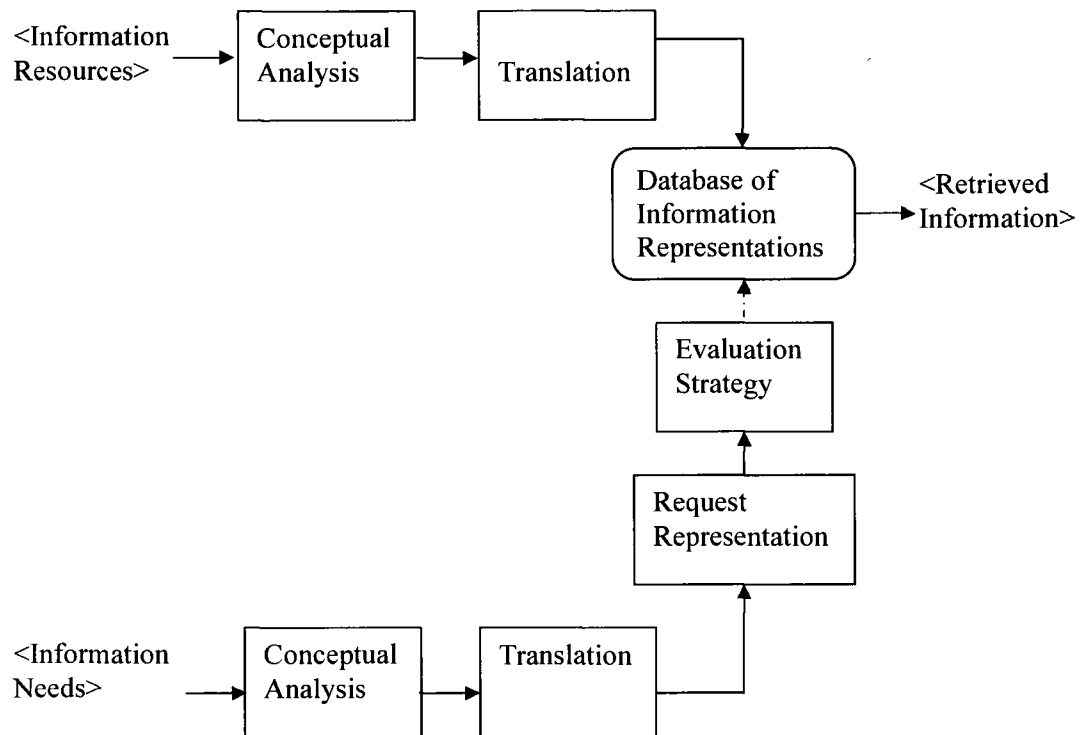 <Information
Resources>
Conceptual
Analysis
Translation
Database of
Information
Representations
<Retrieved
Information>
Evaluation
Strategy
Request
Representation
<Information
Needs>
Conceptual
Analysis
Translation